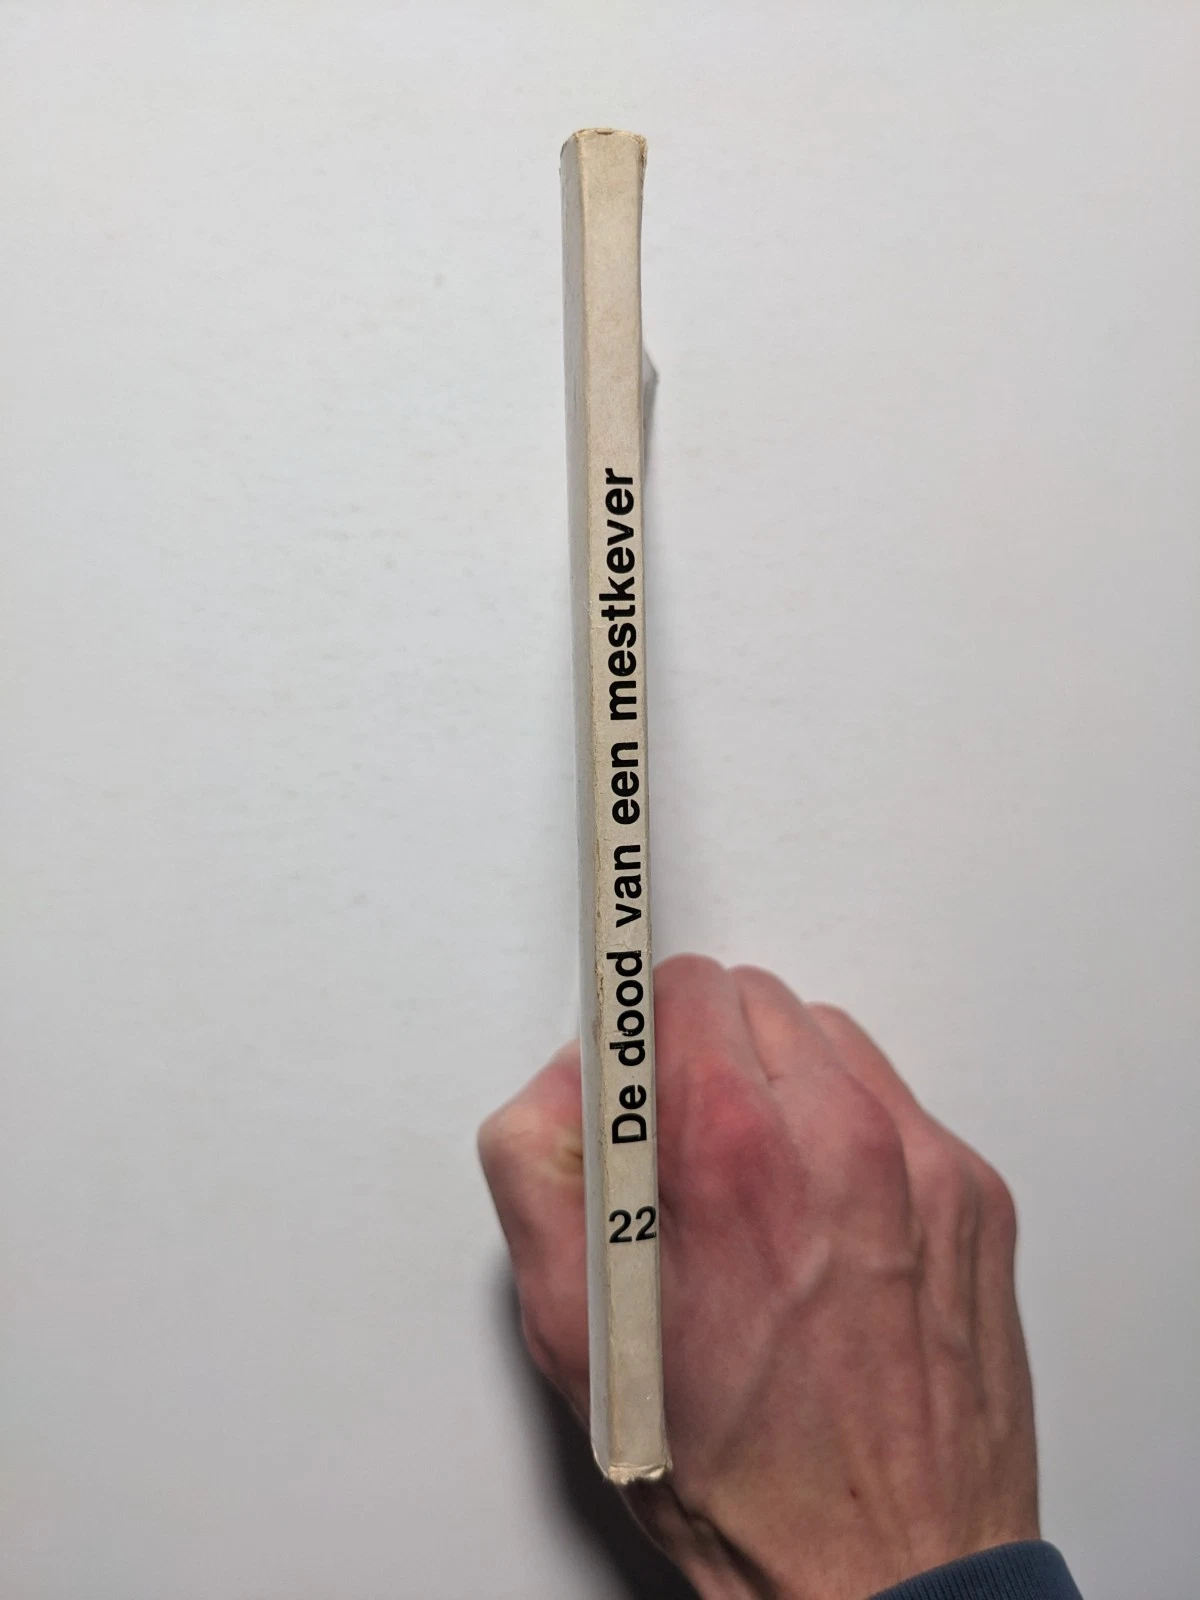 22 De dood van een mestkever